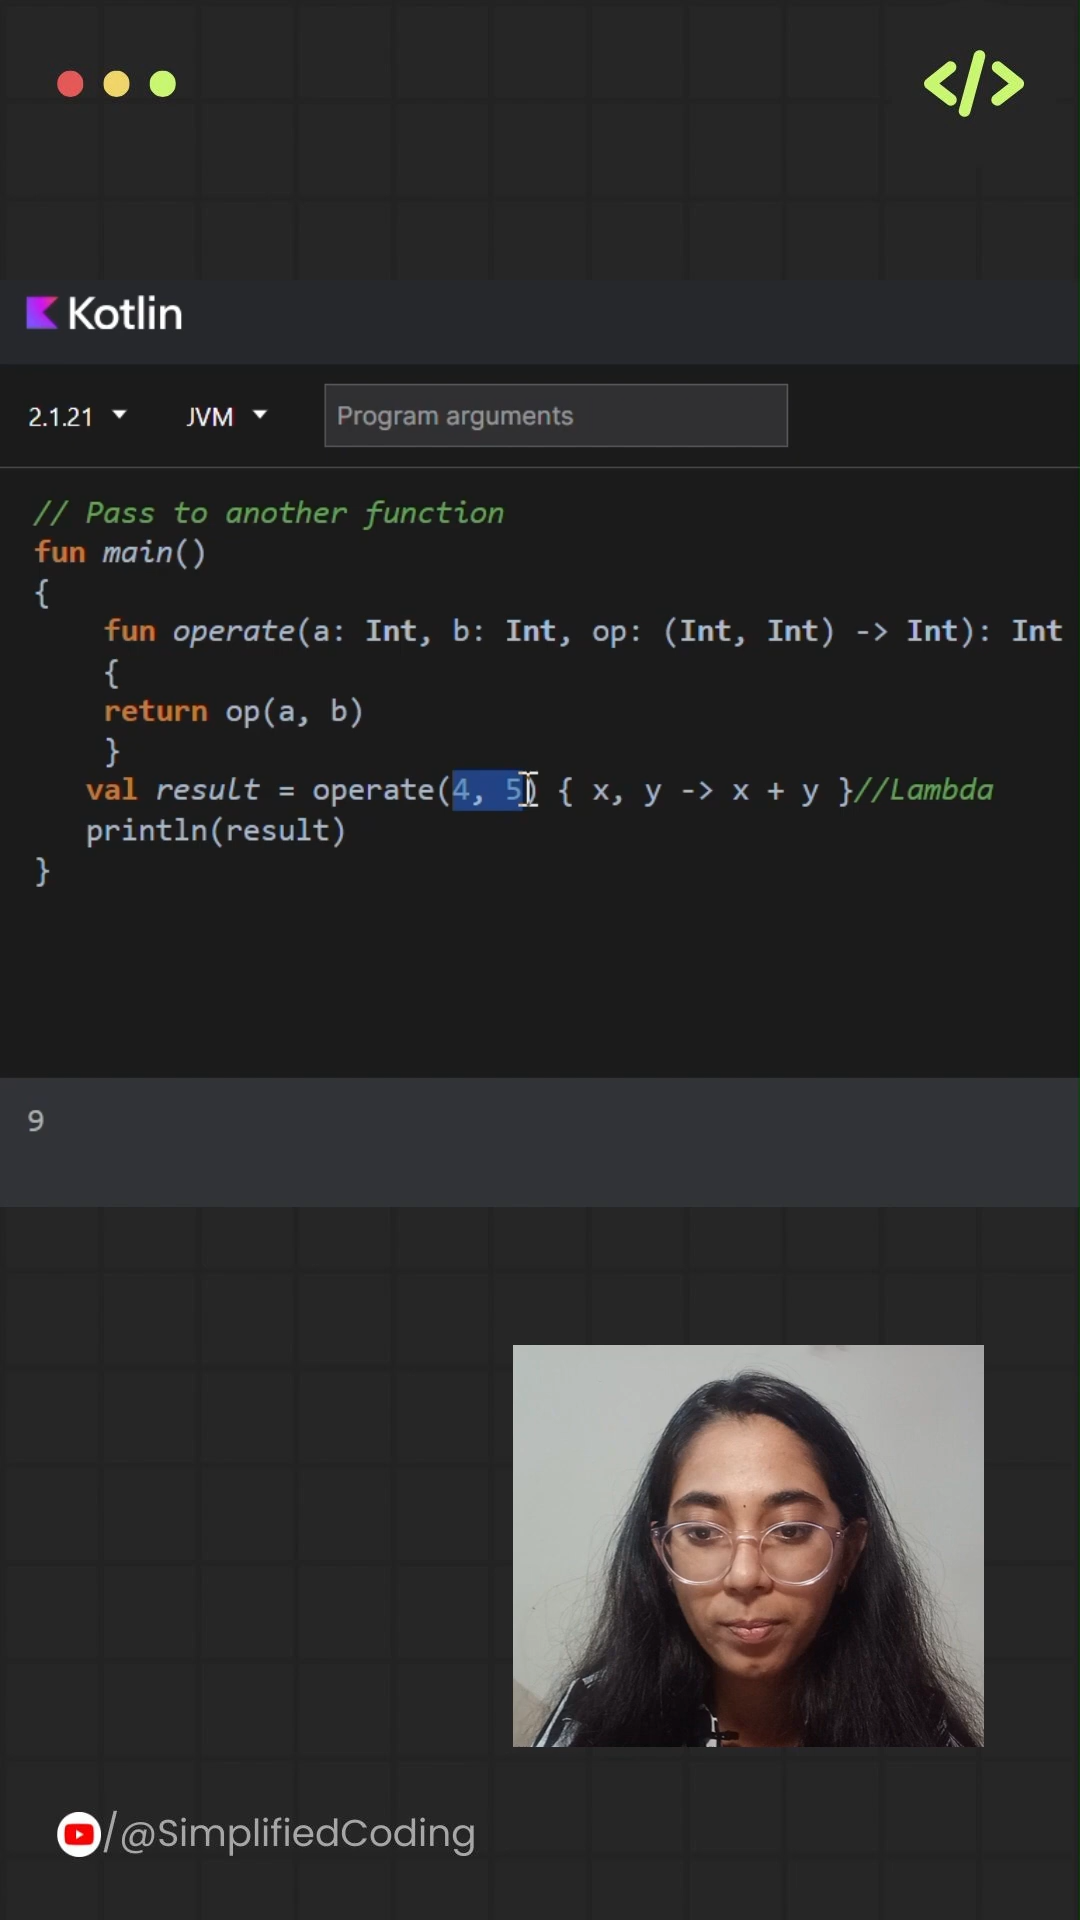 </>
Kotlin
2.1.21 JVM Program arguments
// Pass to another function
fun main()
{
fun operate(a: Int, b: Int, op: (Int, Int) -> Int): Int
{
return op(a, b)
}
val result = operate(4, 5) { x, y -> x + y }//Lambda
println(result)
}
9
/@SimplifiedCoding